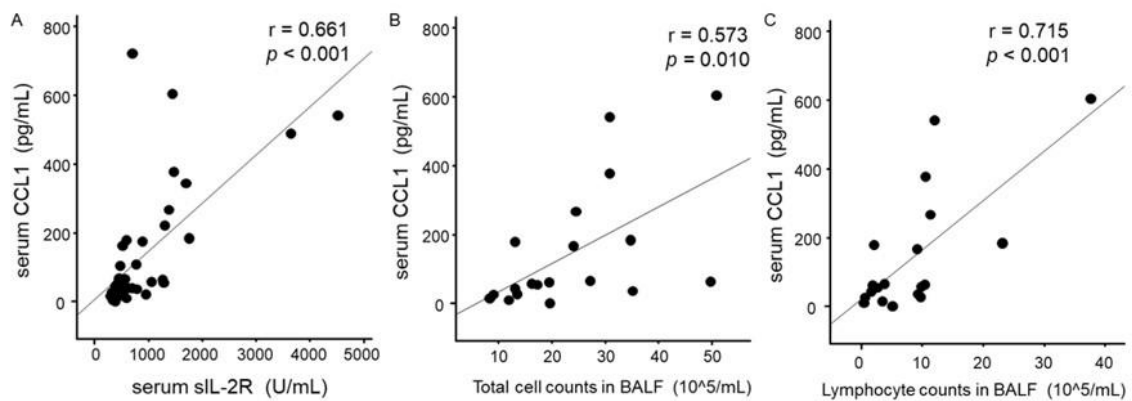 A
r = 0.661
p < 0.001
serum CCL1 (pg/mL)
800
600
400
200
0
0 1000 2000 3000 4000 5000
serum sIL-2R (U/mL)
B
r = 0.573
p = 0.010
serum CCL1 (pg/mL)
800
600
400
200
0
10 20 30 40 50
Total cell counts in BALF (10^5/mL)
C
r = 0.715
p < 0.001
serum CCL1 (pg/mL)
800
600
400
200
0
0 10 20 30 40
Lymphocyte counts in BALF (10^5/mL)